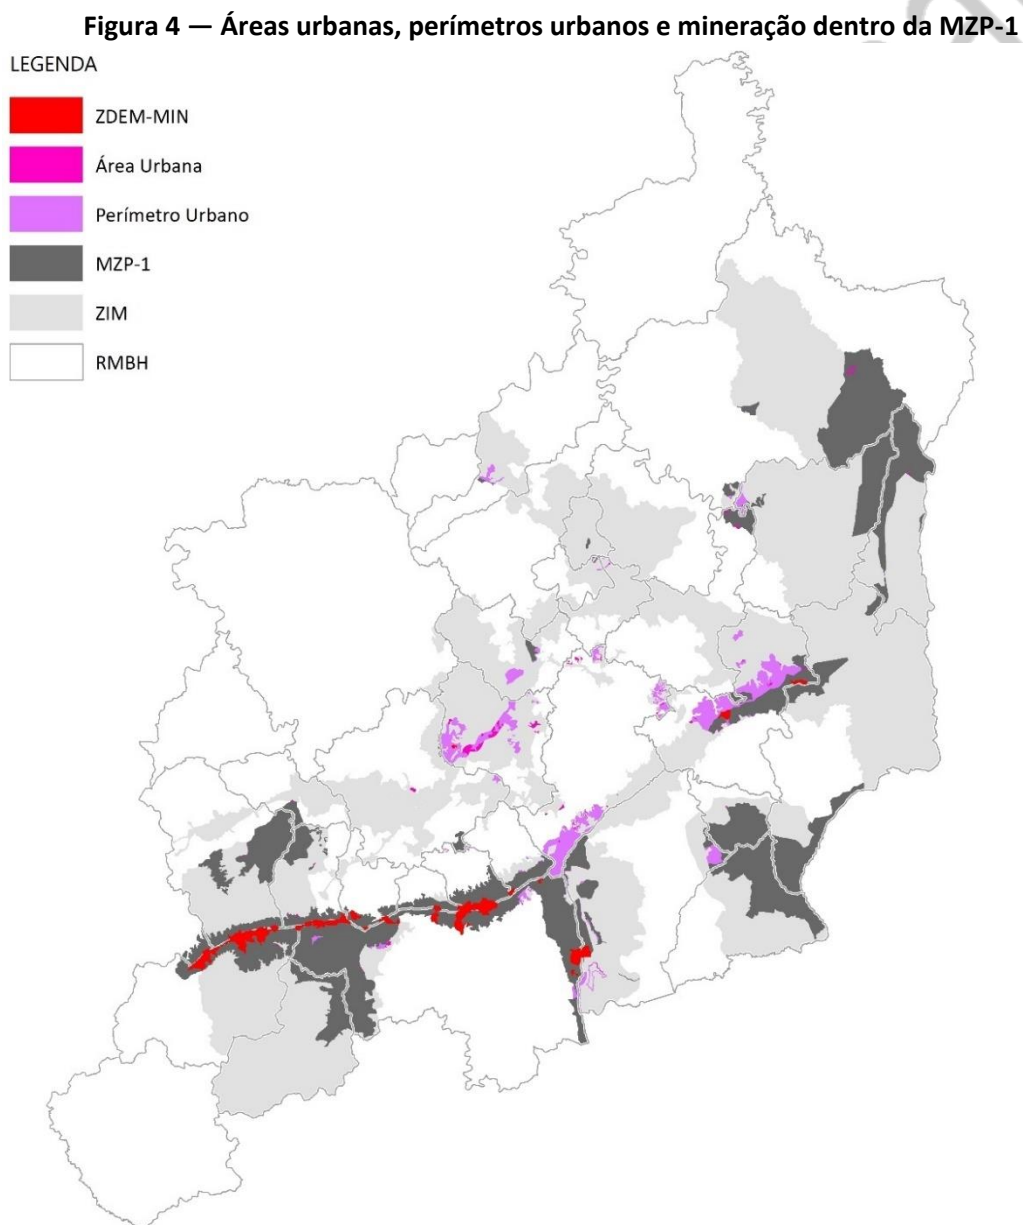 Figura 4 — Áreas urbanas, perímetros urbanos e mineração dentro da MZP-1
LEGENDA
ZDEM-MIN
Área Urbana
Perímetro Urbano
MZP-1
ZIM
RMBH